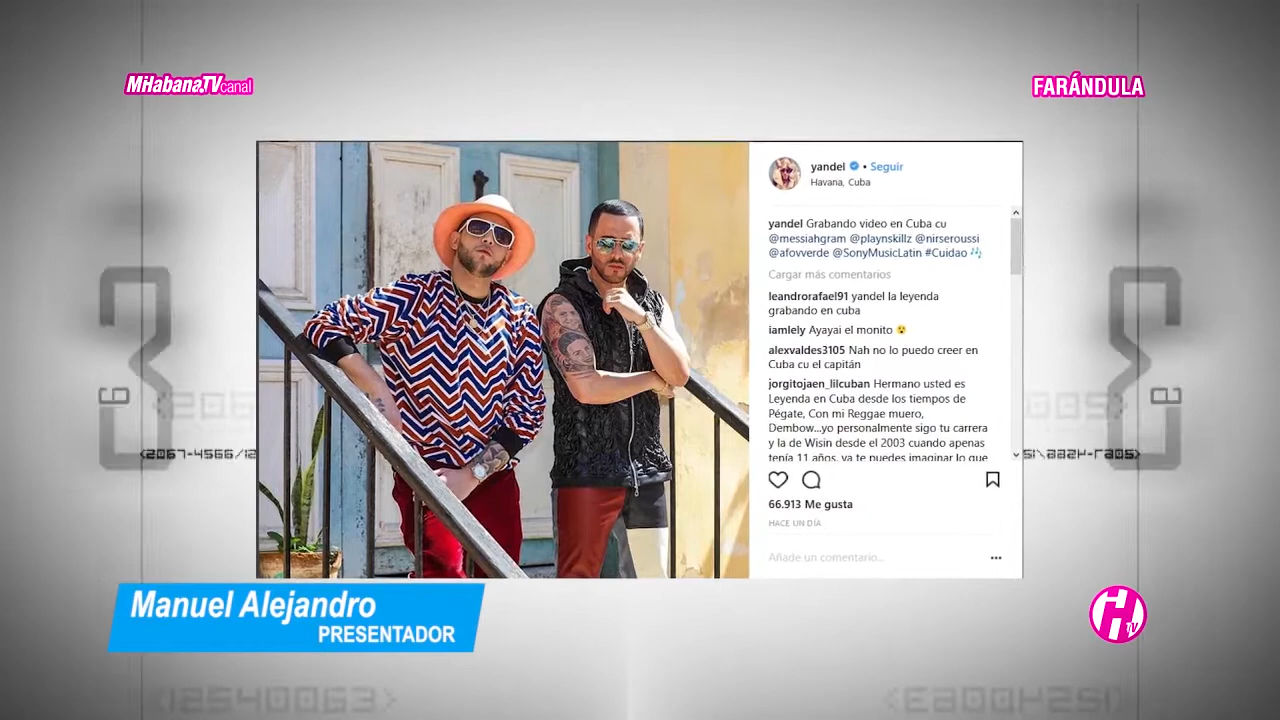 MiHabana.TVcanal
FARÁNDULA
yandel • Seguir
Havana, Cuba
yandel Grabando video en Cuba cu
@messiahgram @playnskillz @nirseroussi
@afovverde @SonyMusicLatin #Cuidao
Cargar más comentarios
leandrorafael91 yandel la leyenda
grabando en cuba
iamlely Ayayai el monito
alexvaldes3105 Nah no lo puedo creer en
Cuba cu el capitán
jorgitojaen_lilcuban Hermano usted es
Leyenda en Cuba desde los tiempos de
Pégate, Con mi Reggae muero,
Dembow...yo personalmente sigo tu carrera
y la de Wisin desde el 2003 cuando apenas
tenía 11 años, ya te puedes imaginar lo que
66.913 Me gusta
HACE UN DÍA
Añade un comentario...
Manuel Alejandro
PRESENTADOR
H TV